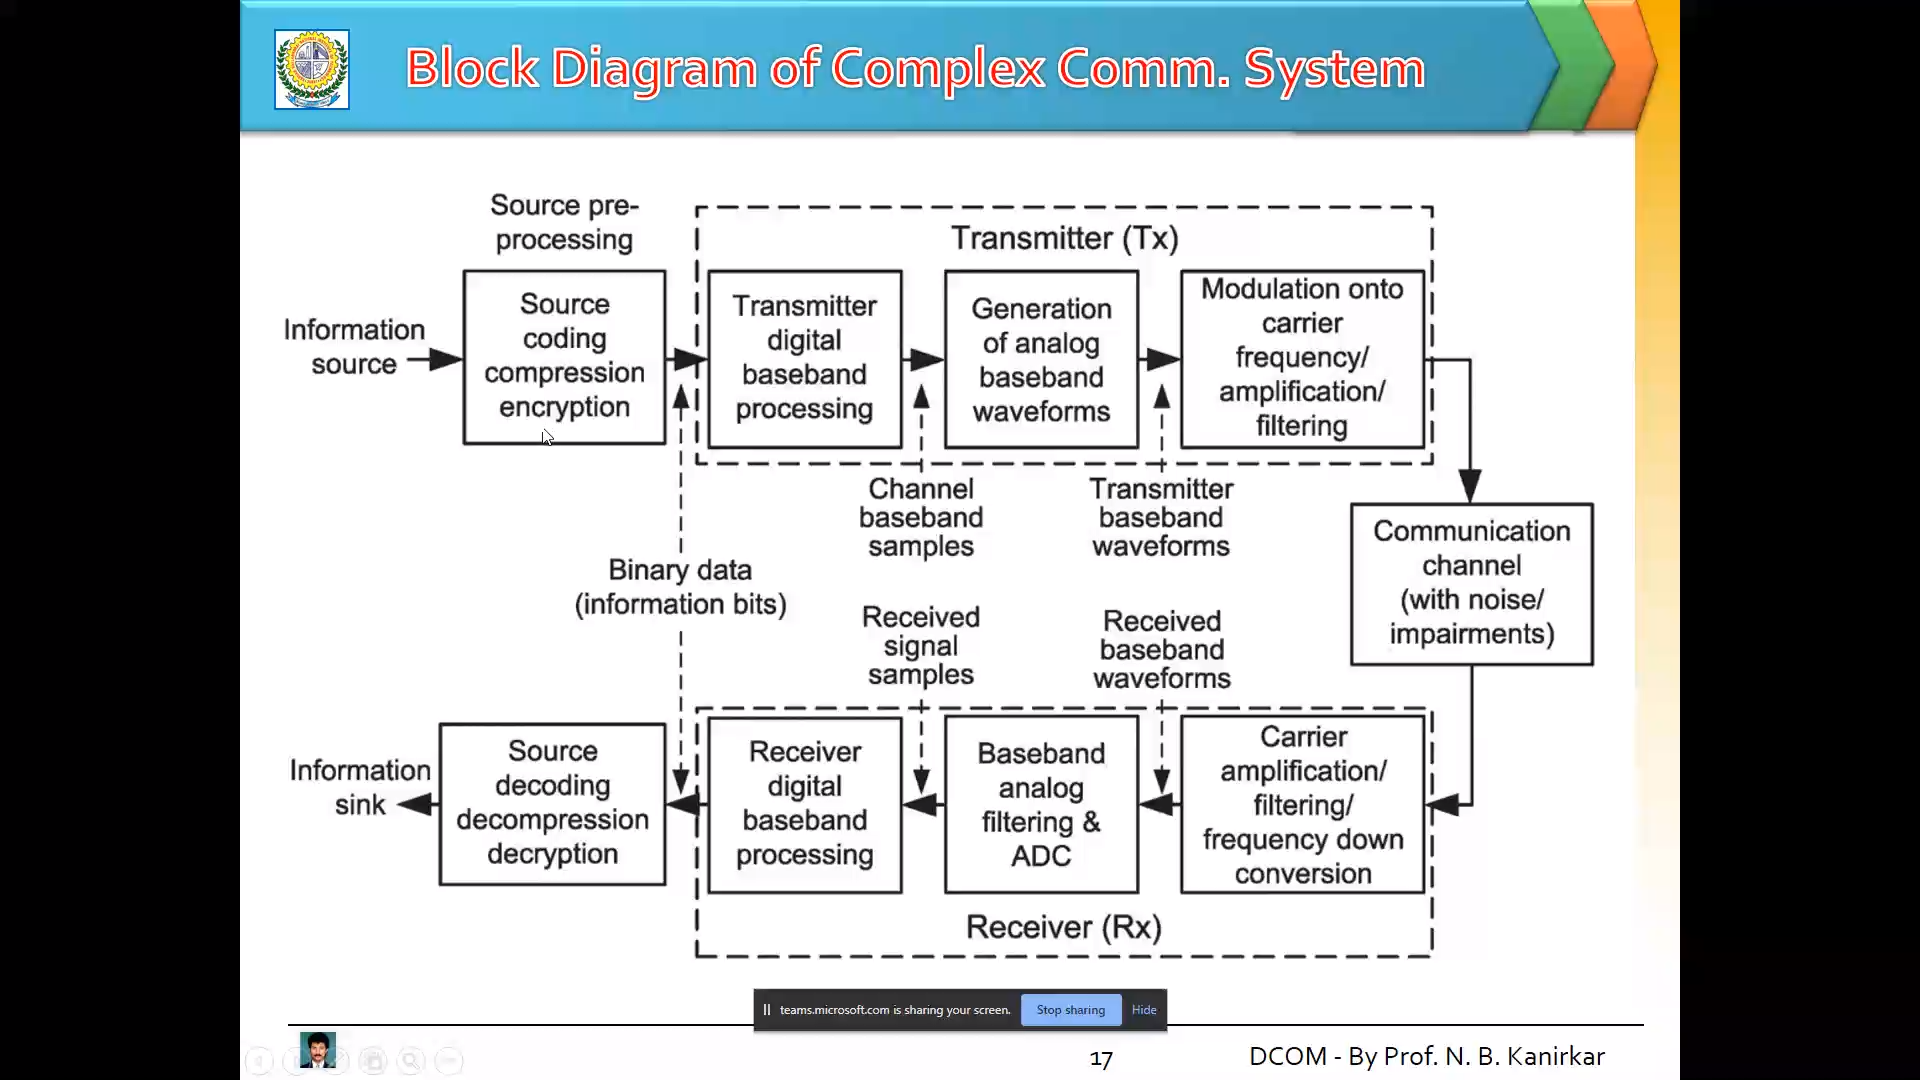 Block Diagram of Complex Comm. System
Source pre-
processing
Transmitter (Tx)
Information
source
Source
coding
compression
encryption
Transmitter
digital
baseband
processing
Generation
of analog
baseband
waveforms
Modulation onto
carrier
frequency/
amplification/
filtering
Channel
baseband
samples
Transmitter
baseband
waveforms
Communication
channel
(with noise/
impairments)
Binary data
(information bits)
Received
signal
samples
Received
baseband
waveforms
Information
sink
Source
decoding
decompression
decryption
Receiver
digital
baseband
processing
Baseband
analog
filtering &
ADC
Carrier
amplification/
filtering/
frequency down
conversion
Receiver (Rx)
teams.microsoft.com is sharing your screen.
Stop sharing
Hide
17
DCOM - By Prof. N. B. Kanirkar